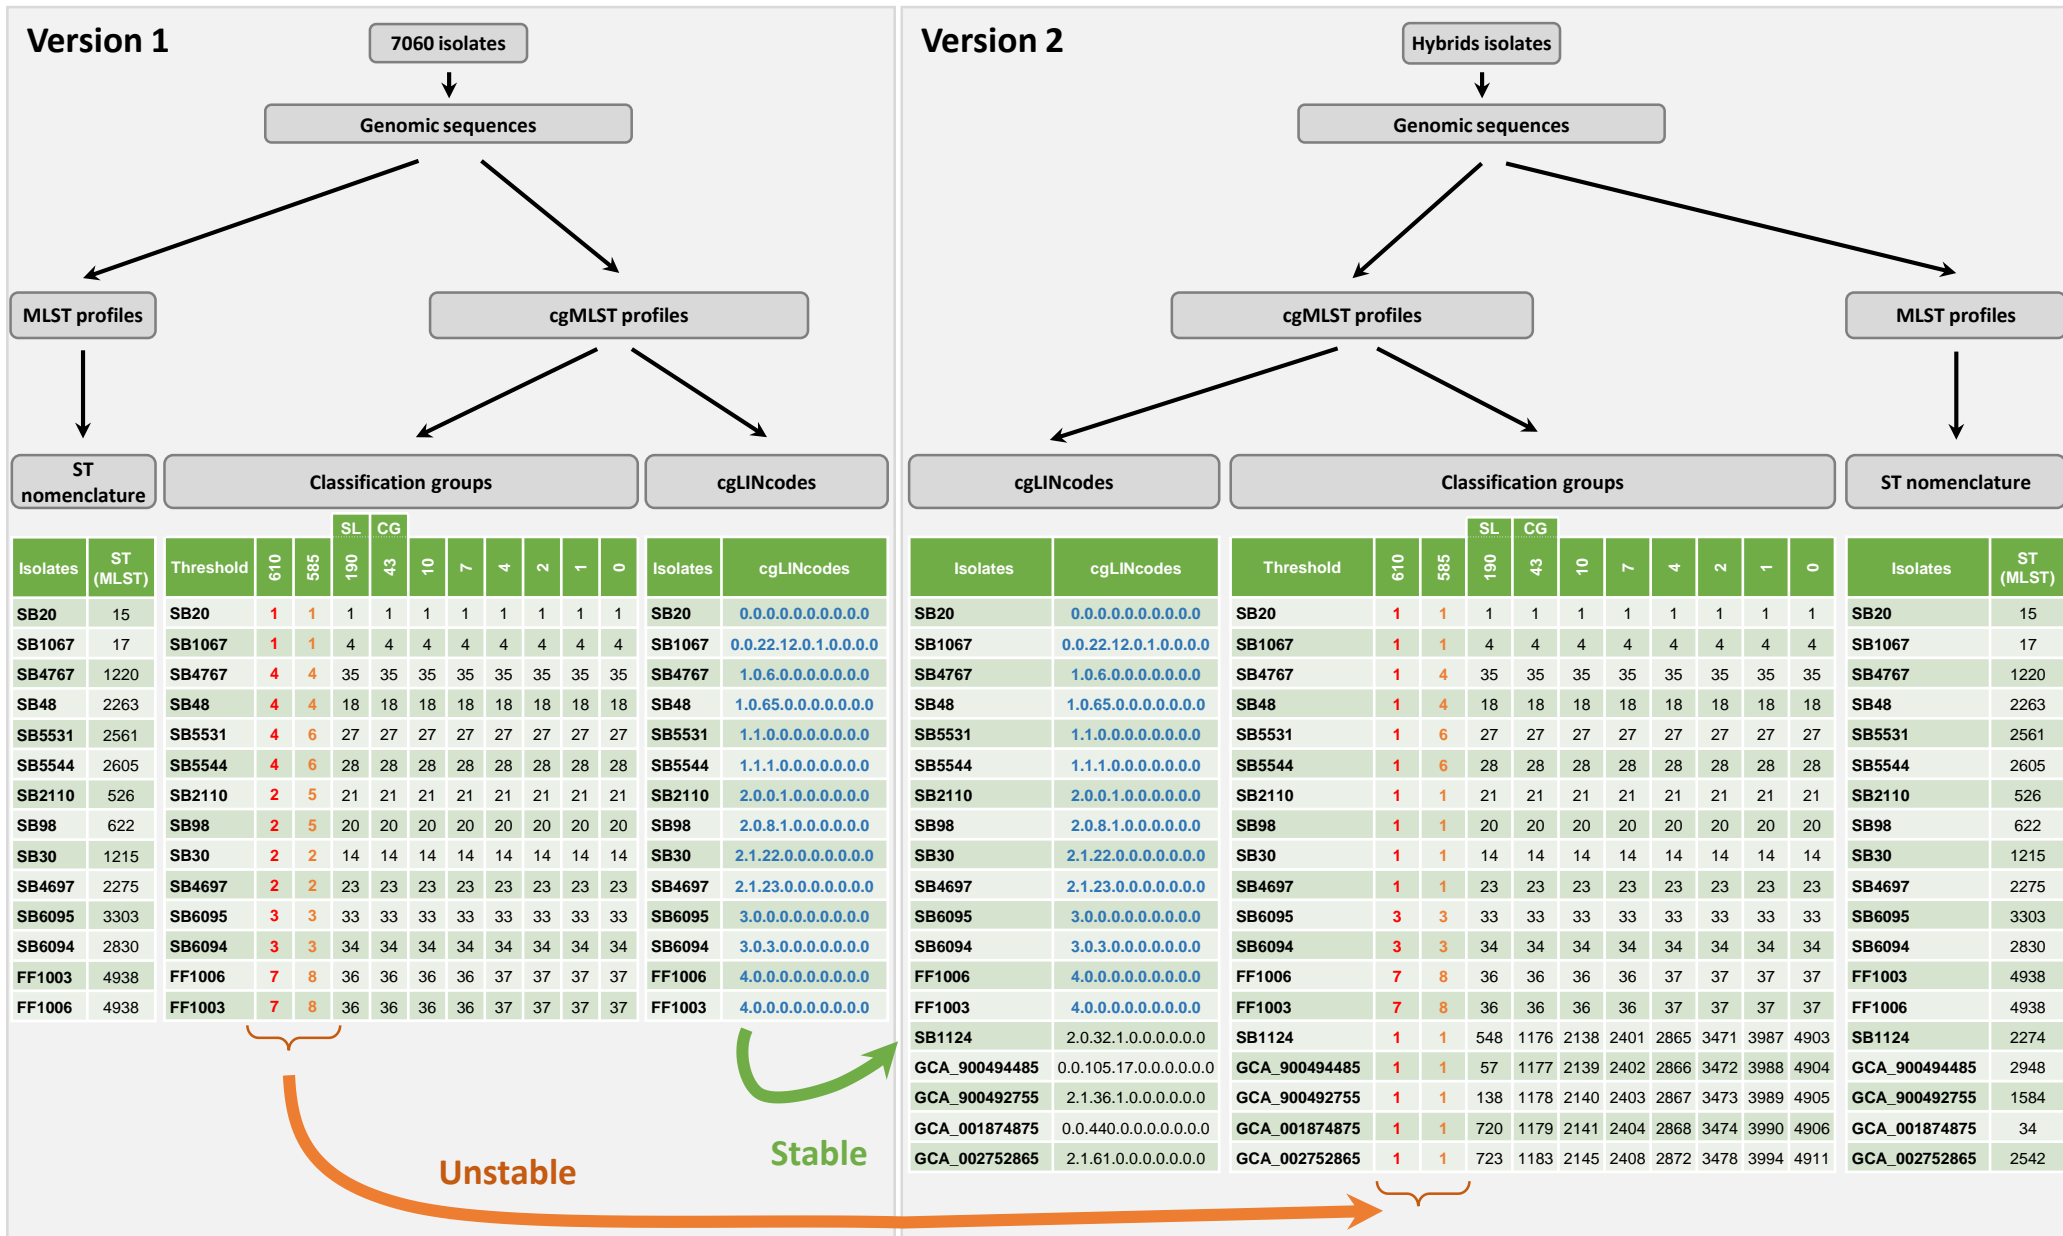 Version 1
7060 isolates
Genomic sequences
MLST profiles
cgMLST profiles
ST
nomenclature
Classification groups
cgLINcodes
SL CG
Isolates ST (MLST) Threshold 610 585 190 43 10 7 4 2 1 0 Isolates cgLINcodes
SB20 15 SB20 1 1 1 1 1 1 1 1 1 1 SB20 0.0.0.0.0.0.0.0.0.0
SB1067 17 SB1067 1 1 4 4 4 4 4 4 4 4 SB1067 0.0.22.12.0.1.0.0.0.0
SB4767 1220 SB4767 4 4 35 35 35 35 35 35 35 35 SB4767 1.0.6.0.0.0.0.0.0.0
SB48 2263 SB48 4 4 18 18 18 18 18 18 18 18 SB48 1.0.65.0.0.0.0.0.0.0
SB5531 2561 SB5531 4 6 27 27 27 27 27 27 27 27 SB5531 1.1.0.0.0.0.0.0.0.0
SB5544 2605 SB5544 4 6 28 28 28 28 28 28 28 28 SB5544 1.1.1.0.0.0.0.0.0.0
SB2110 526 SB2110 2 5 21 21 21 21 21 21 21 21 SB2110 2.0.0.1.0.0.0.0.0.0
SB98 622 SB98 2 5 20 20 20 20 20 20 20 20 SB98 2.0.8.1.0.0.0.0.0.0
SB30 1215 SB30 2 2 14 14 14 14 14 14 14 14 SB30 2.1.22.0.0.0.0.0.0.0
SB4697 2275 SB4697 2 2 23 23 23 23 23 23 23 23 SB4697 2.1.23.0.0.0.0.0.0.0
SB6095 3303 SB6095 3 3 33 33 33 33 33 33 33 33 SB6095 3.0.0.0.0.0.0.0.0.0
SB6094 2830 SB6094 3 3 34 34 34 34 34 34 34 34 SB6094 3.0.3.0.0.0.0.0.0.0
FF1003 4938 FF1006 7 8 36 36 36 36 37 37 37 37 FF1006 4.0.0.0.0.0.0.0.0.0
FF1006 4938 FF1003 7 8 36 36 36 36 37 37 37 37 FF1003 4.0.0.0.0.0.0.0.0.0
Unstable
Stable
Version 2
Hybrids isolates
Genomic sequences
cgMLST profiles
MLST profiles
cgLINcodes
Classification groups
ST nomenclature
SL CG
Isolates cgLINcodes Threshold 610 585 190 43 10 7 4 2 1 0 Isolates ST (MLST)
SB20 0.0.0.0.0.0.0.0.0.0 SB20 1 1 1 1 1 1 1 1 1 1 SB20 15
SB1067 0.0.22.12.0.1.0.0.0.0 SB1067 1 1 4 4 4 4 4 4 4 4 SB1067 17
SB4767 1.0.6.0.0.0.0.0.0.0 SB4767 1 4 35 35 35 35 35 35 35 35 SB4767 1220
SB48 1.0.65.0.0.0.0.0.0.0 SB48 1 4 18 18 18 18 18 18 18 18 SB48 2263
SB5531 1.1.0.0.0.0.0.0.0.0 SB5531 1 6 27 27 27 27 27 27 27 27 SB5531 2561
SB5544 1.1.1.0.0.0.0.0.0.0 SB5544 1 6 28 28 28 28 28 28 28 28 SB5544 2605
SB2110 2.0.0.1.0.0.0.0.0.0 SB2110 1 1 21 21 21 21 21 21 21 21 SB2110 526
SB98 2.0.8.1.0.0.0.0.0.0 SB98 1 1 20 20 20 20 20 20 20 20 SB98 622
SB30 2.1.22.0.0.0.0.0.0.0 SB30 1 1 14 14 14 14 14 14 14 14 SB30 1215
SB4697 2.1.23.0.0.0.0.0.0.0 SB4697 1 1 23 23 23 23 23 23 23 23 SB4697 2275
SB6095 3.0.0.0.0.0.0.0.0.0 SB6095 3 3 33 33 33 33 33 33 33 33 SB6095 3303
SB6094 3.0.3.0.0.0.0.0.0.0 SB6094 3 3 34 34 34 34 34 34 34 34 SB6094 2830
FF1006 4.0.0.0.0.0.0.0.0.0 FF1006 7 8 36 36 36 36 37 37 37 37 FF1003 4938
FF1003 4.0.0.0.0.0.0.0.0.0 FF1003 7 8 36 36 36 36 37 37 37 37 FF1006 4938
SB1124 2.0.32.1.0.0.0.0.0.0 SB1124 1 1 548 1176 2138 2401 2865 3471 3987 4903 SB1124 2274
GCA_900494485 0.0.105.17.0.0.0.0.0.0 GCA_900494485 1 1 57 1177 2139 2402 2866 3472 3988 4904 GCA_900494485 2948
GCA_900492755 2.1.36.1.0.0.0.0.0.0 GCA_900492755 1 1 138 1178 2140 2403 2867 3473 3989 4905 GCA_900492755 1584
GCA_001874875 0.0.440.0.0.0.0.0.0.0 GCA_001874875 1 1 720 1179 2141 2404 2868 3474 3990 4906 GCA_001874875 34
GCA_002752865 2.1.61.0.0.0.0.0.0.0 GCA_002752865 1 1 723 1183 2145 2408 2872 3478 3994 4911 GCA_002752865 2542